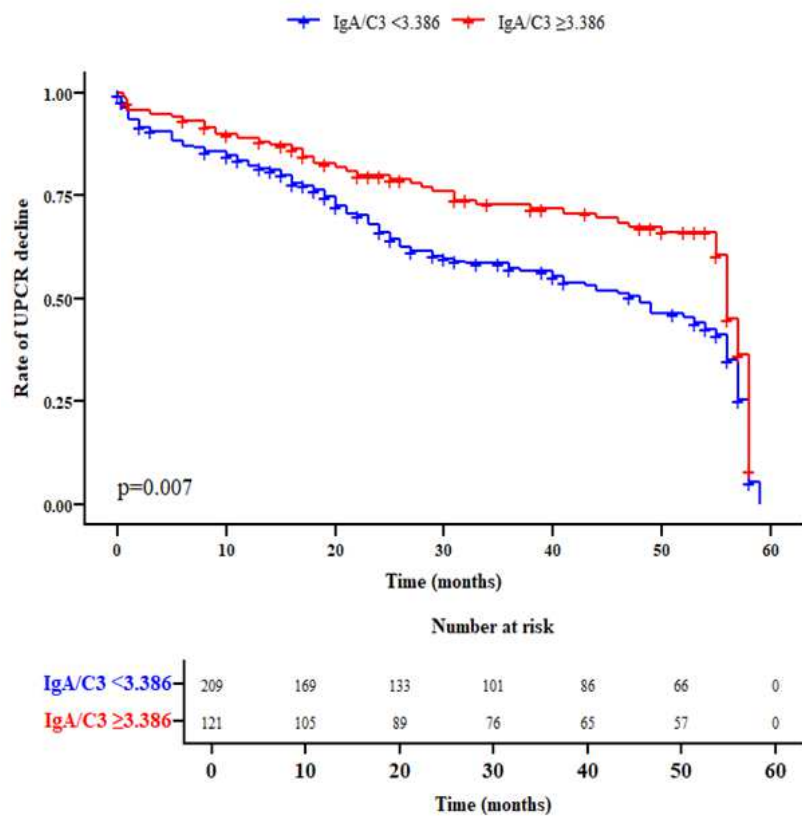 IgA/C3 <3.386 IgA/C3 ≥3.386
1.00
0.75
0.50
0.25
0.00
Rate of UPCR decline
p=0.007
0 10 20 30 40 50 60
Time (months)
Number at risk
IgA/C3 <3.386 209 169 133 101 86 66 0
IgA/C3 ≥3.386 121 105 89 76 65 57 0
0 10 20 30 40 50 60
Time (months)